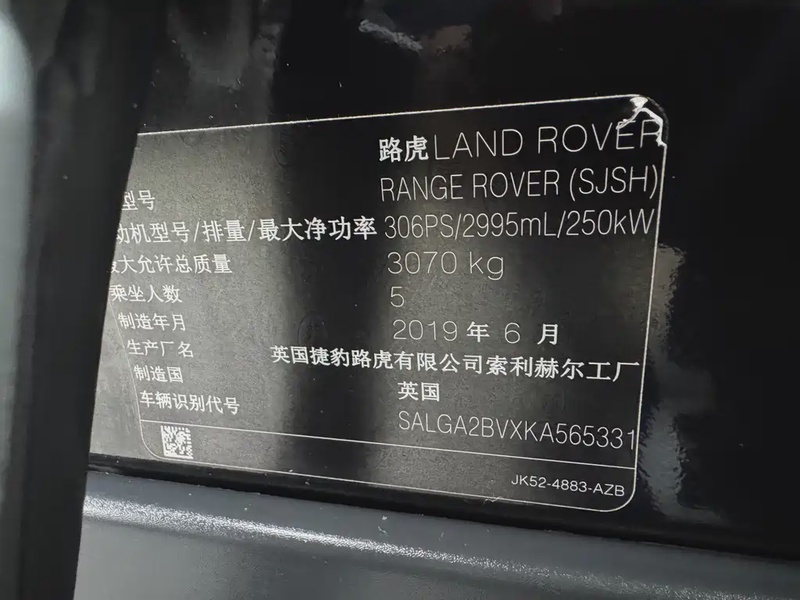 路虎LAND ROVER
型号 RANGE ROVER (SJSH)
动机型号/排量/最大净功率 306PS/2995mL/250kW
最大允许总质量 3070 kg
乘坐人数 5
制造年月 2019 年 6 月
生产厂名 英国捷豹路虎有限公司索利赫尔工厂
制造国 英国
车辆识别代号 SALGA2BVXKA565331
JK52-4883-AZB